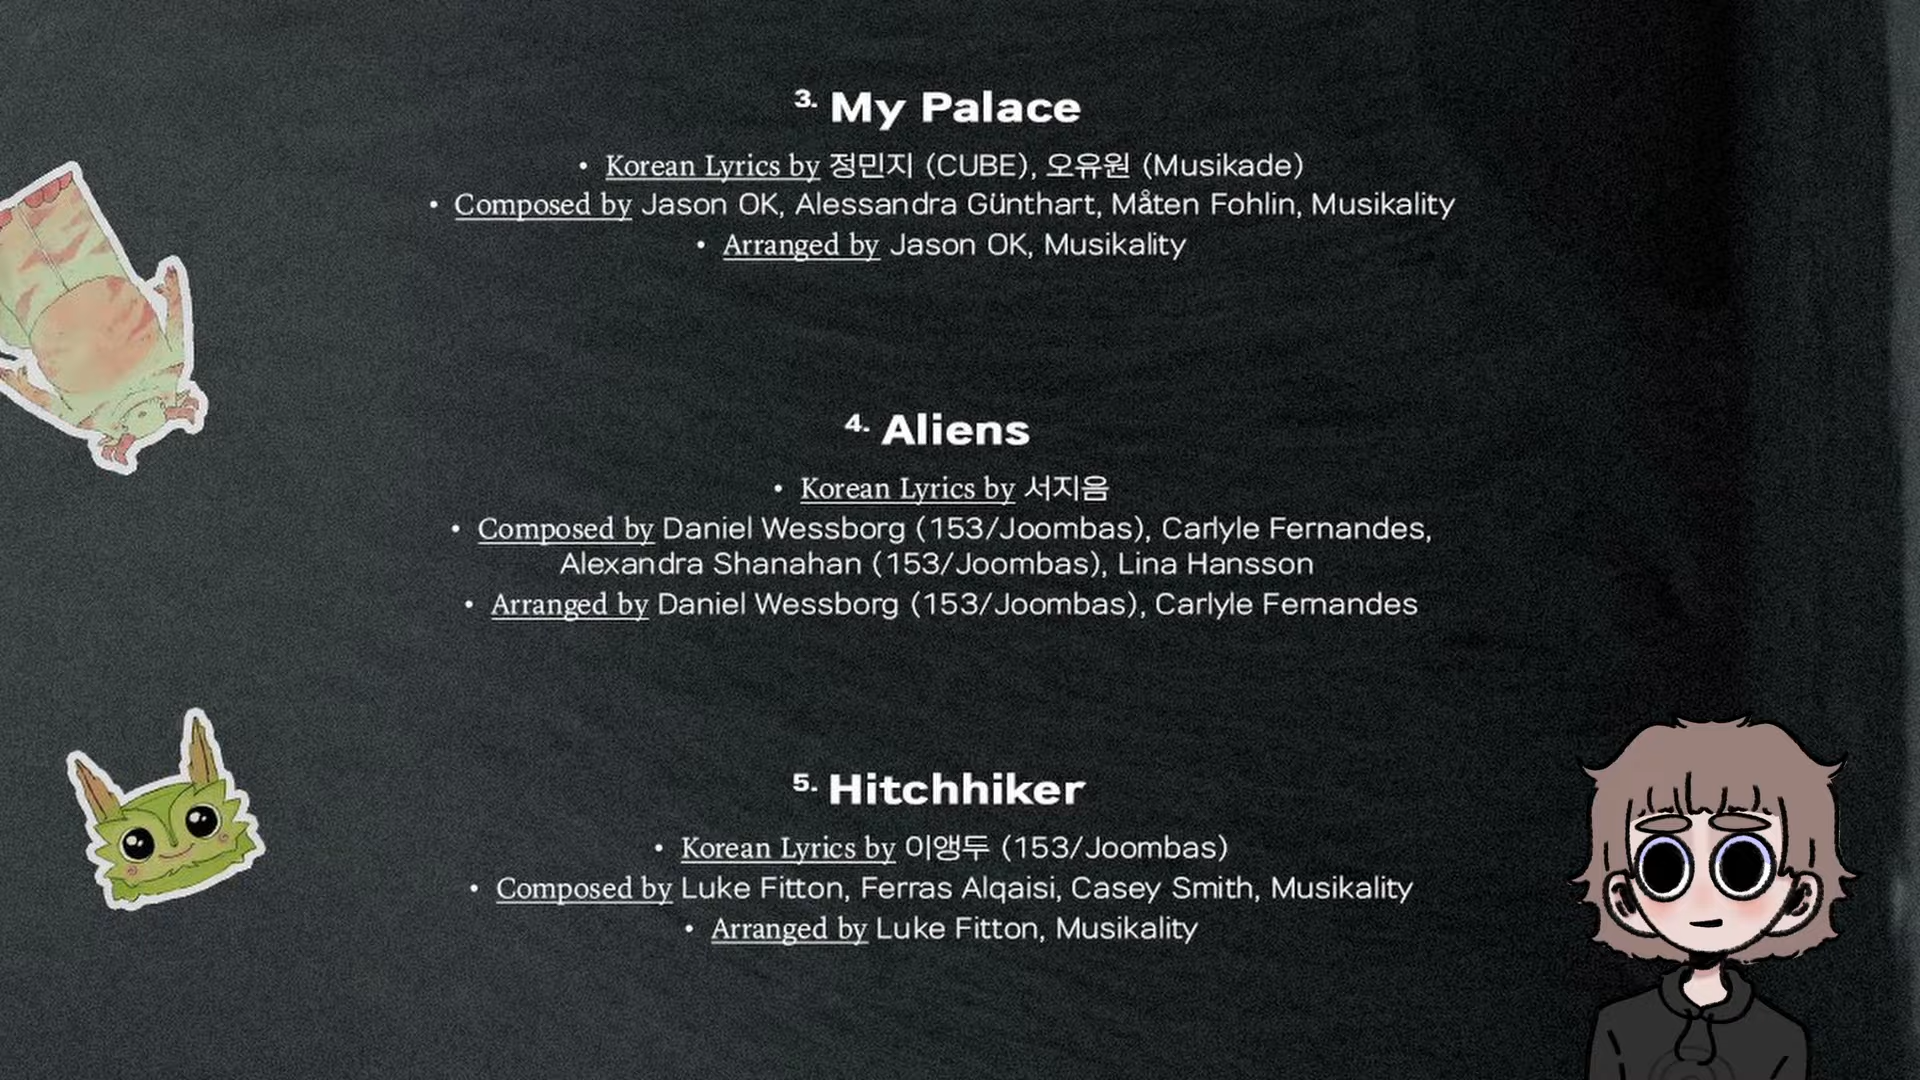 3. My Palace
• Korean Lyrics by 정민지 (CUBE), 오유원 (Musikade)
• Composed by Jason OK, Alessandra Günthart, Måten Fohlin, Musikality
• Arranged by Jason OK, Musikality
4. Aliens
• Korean Lyrics by 서지음
• Composed by Daniel Wessborg (153/Joombas), Carlyle Fernandes,
Alexandra Shanahan (153/Joombas), Lina Hansson
• Arranged by Daniel Wessborg (153/Joombas), Carlyle Fernandes
5. Hitchhiker
• Korean Lyrics by 이앵두 (153/Joombas)
• Composed by Luke Fitton, Ferras Alqaisi, Casey Smith, Musikality
• Arranged by Luke Fitton, Musikality